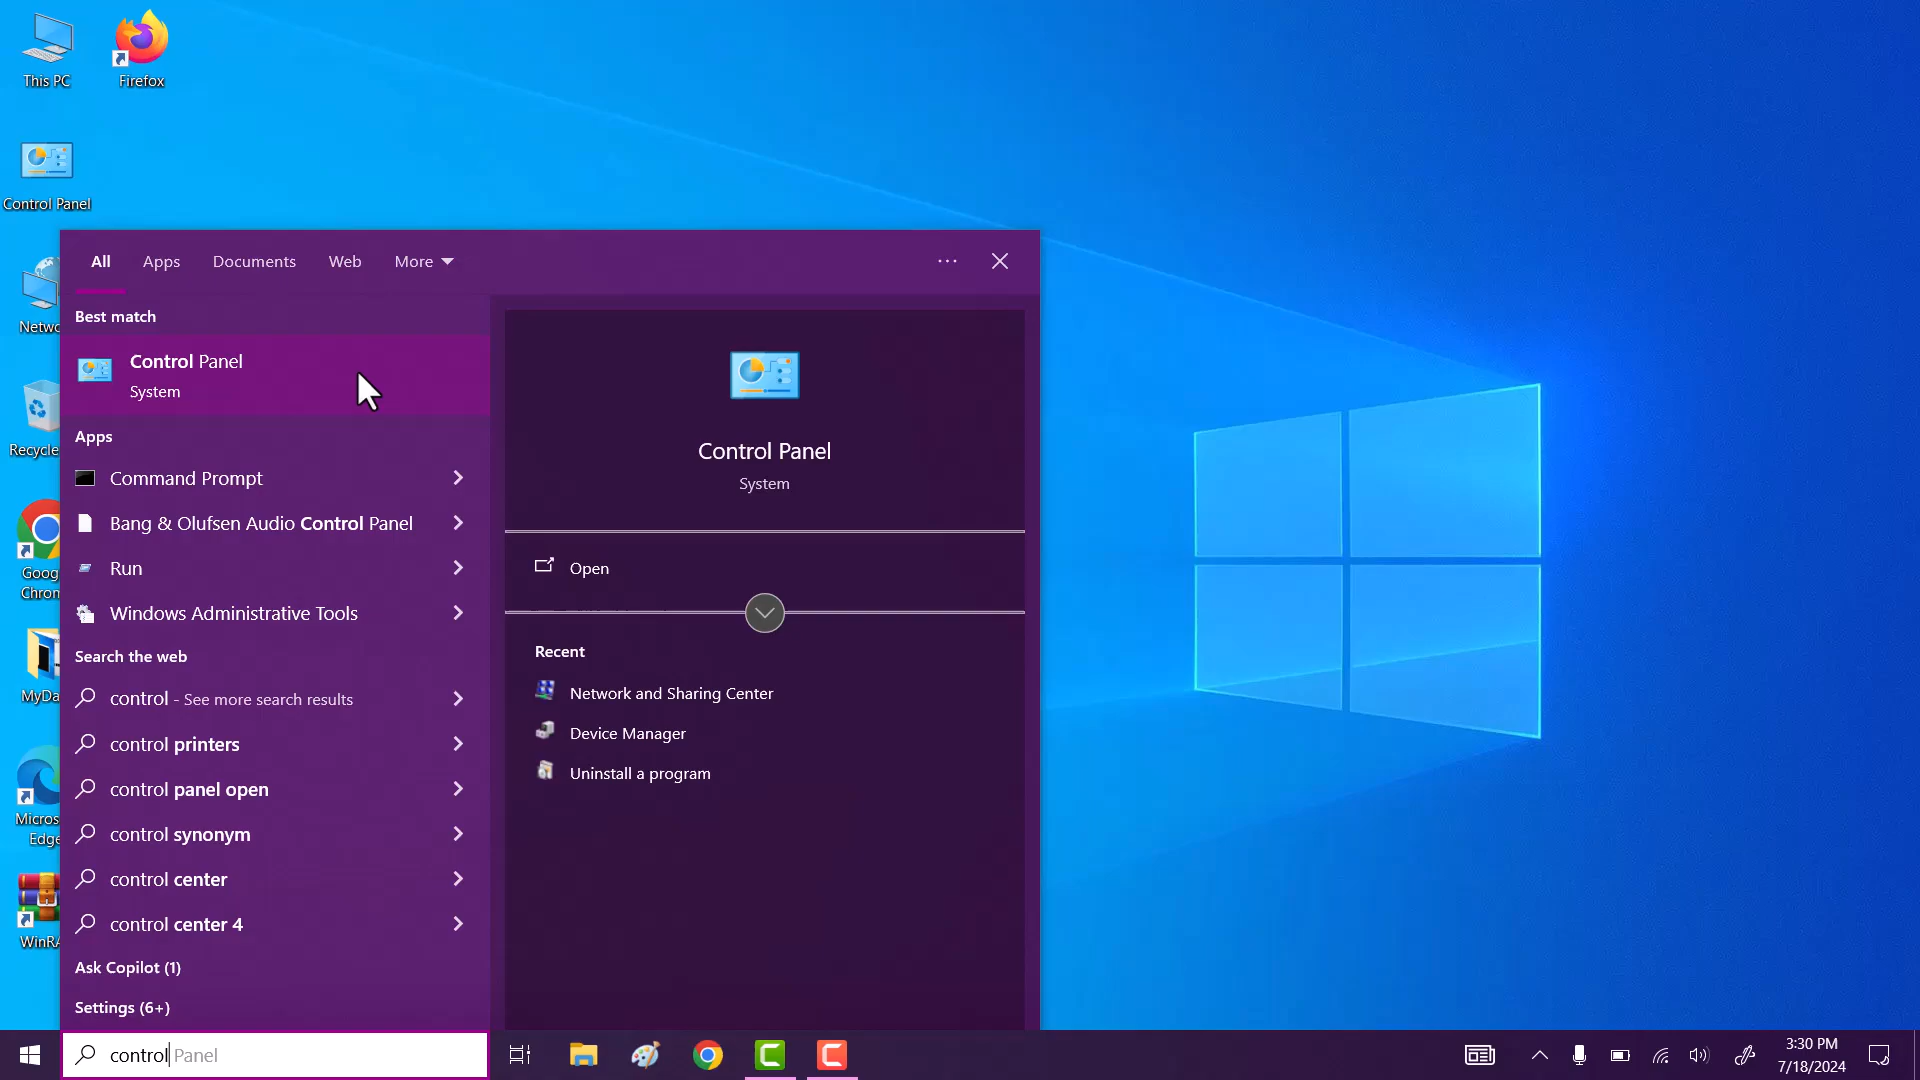 This PC
Firefox
Control Panel
Netwo
Recycle
Goog
Chrom
MyDa
Micros
Edge
WinRA
All
Apps
Documents
Web
More
Best match
Control Panel
System
Apps
Command Prompt
Bang & Olufsen Audio Control Panel
Run
Windows Administrative Tools
Search the web
control - See more search results
control printers
control panel open
control synonym
control center
control center 4
Ask Copilot (1)
Settings (6+)
Control Panel
System
Open
Recent
Network and Sharing Center
Device Manager
Uninstall a program
control Panel
3:30 PM
7/18/2024